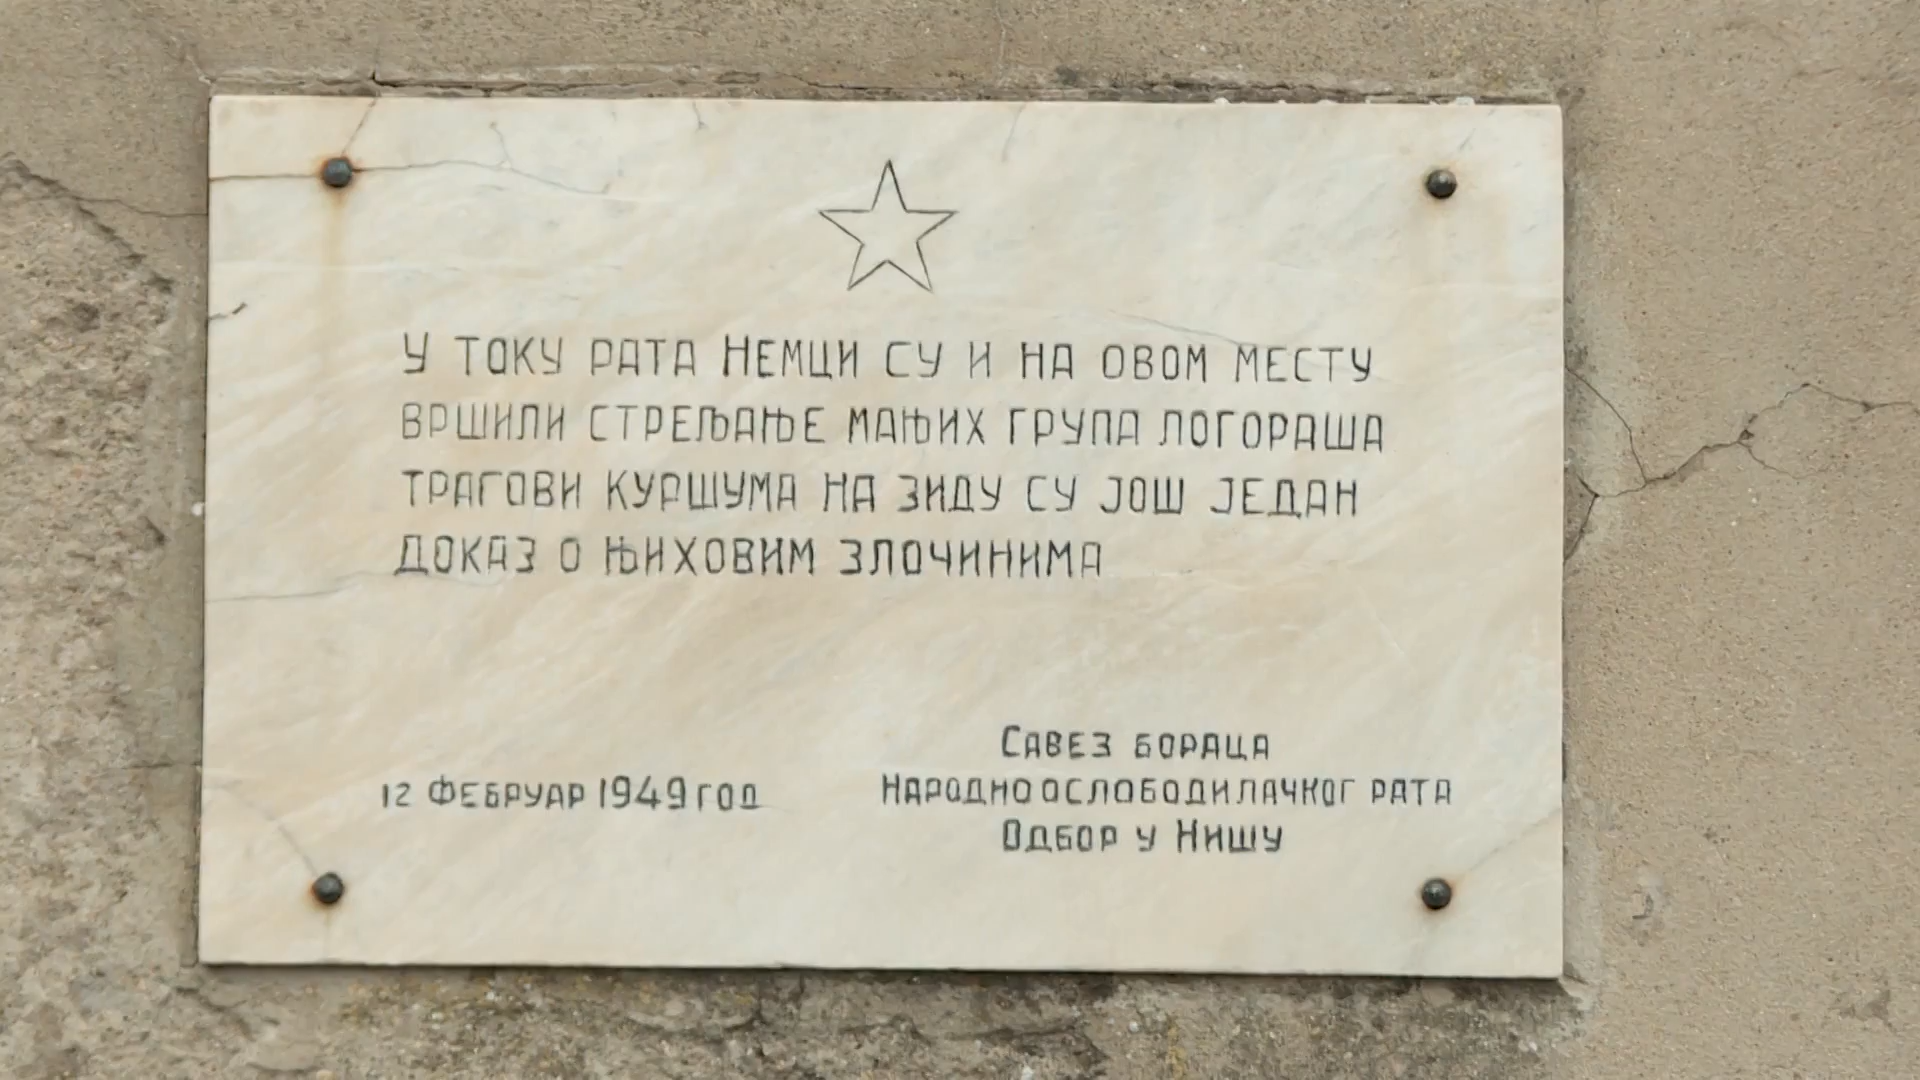 У ТОКУ РАТА НЕМЦИ СУ И НА ОВОМ МЕСТУ
ВРШИЛИ СТРЕЉАЊЕ МАЊИХ ГРУПА ЛОГОРАША
ТРАГОВИ КУРШУМА НА ЗИДУ СУ ЈОШ ЈЕДАН
ДОКАЗ О ЊИХОВИМ ЗЛОЧИНИМА
САВЕЗ БОРАЦА
НАРОДНООСЛОБОДИЛАЧКОГ РАТА
ОДБОР У НИШУ
12 ФЕБРУАР 1949 ГОД